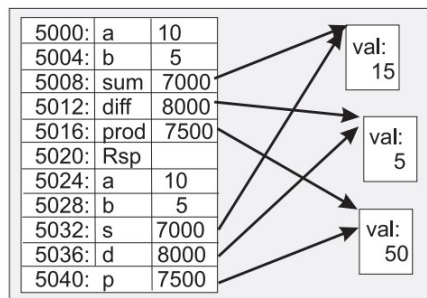 5000: a 10
5004: b 5
5008: sum 7000
5012: diff 8000
5016: prod 7500
5020: Rsp
5024: a 10
5028: b 5
5032: s 7000
5036: d 8000
5040: p 7500
val:
15
val:
5
val:
50